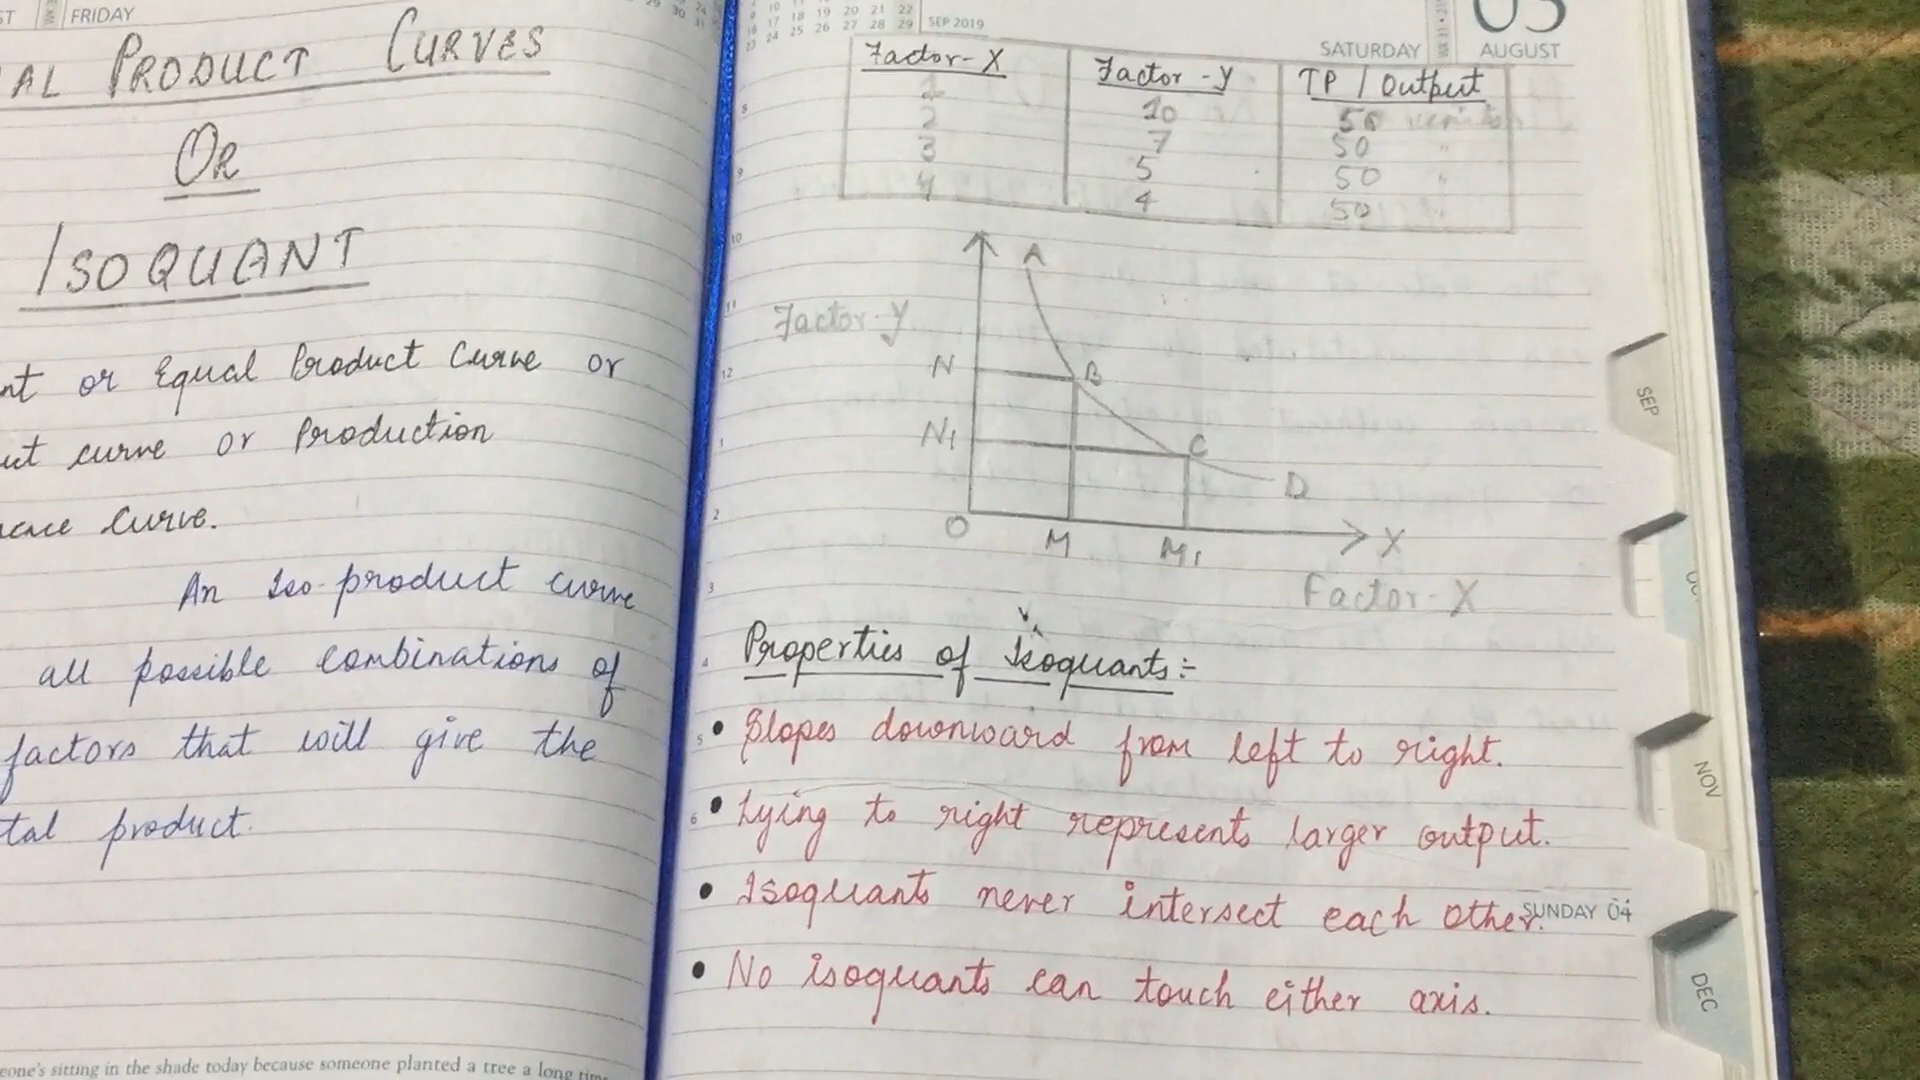 FRIDAY
AL PRODUCT CURVES
OR
ISOQUANT
nt or Equal Product Curve or
ut curve or Production
curve.
An Iso-product curve
all possible combinations of
factors that will give the
tal product.
eone's sitting in the shade today because someone planted a tree a long time
SEP 2019
SATURDAY
AUGUST
Factor-X Factor-Y TP / Output
1 10 50 units
2 7 50 "
3 5 50 "
4 4 50 "
A
Factor-Y
N B
N1 C
D
O M M1 X
Factor-X
Properties of Isoquants:-
• Slopes downward from left to right.
• Lying to right represents larger output.
• Isoquants never intersect each other.
SUNDAY 04
• No isoquants can touch either axis.
SEP
NOV
DEC